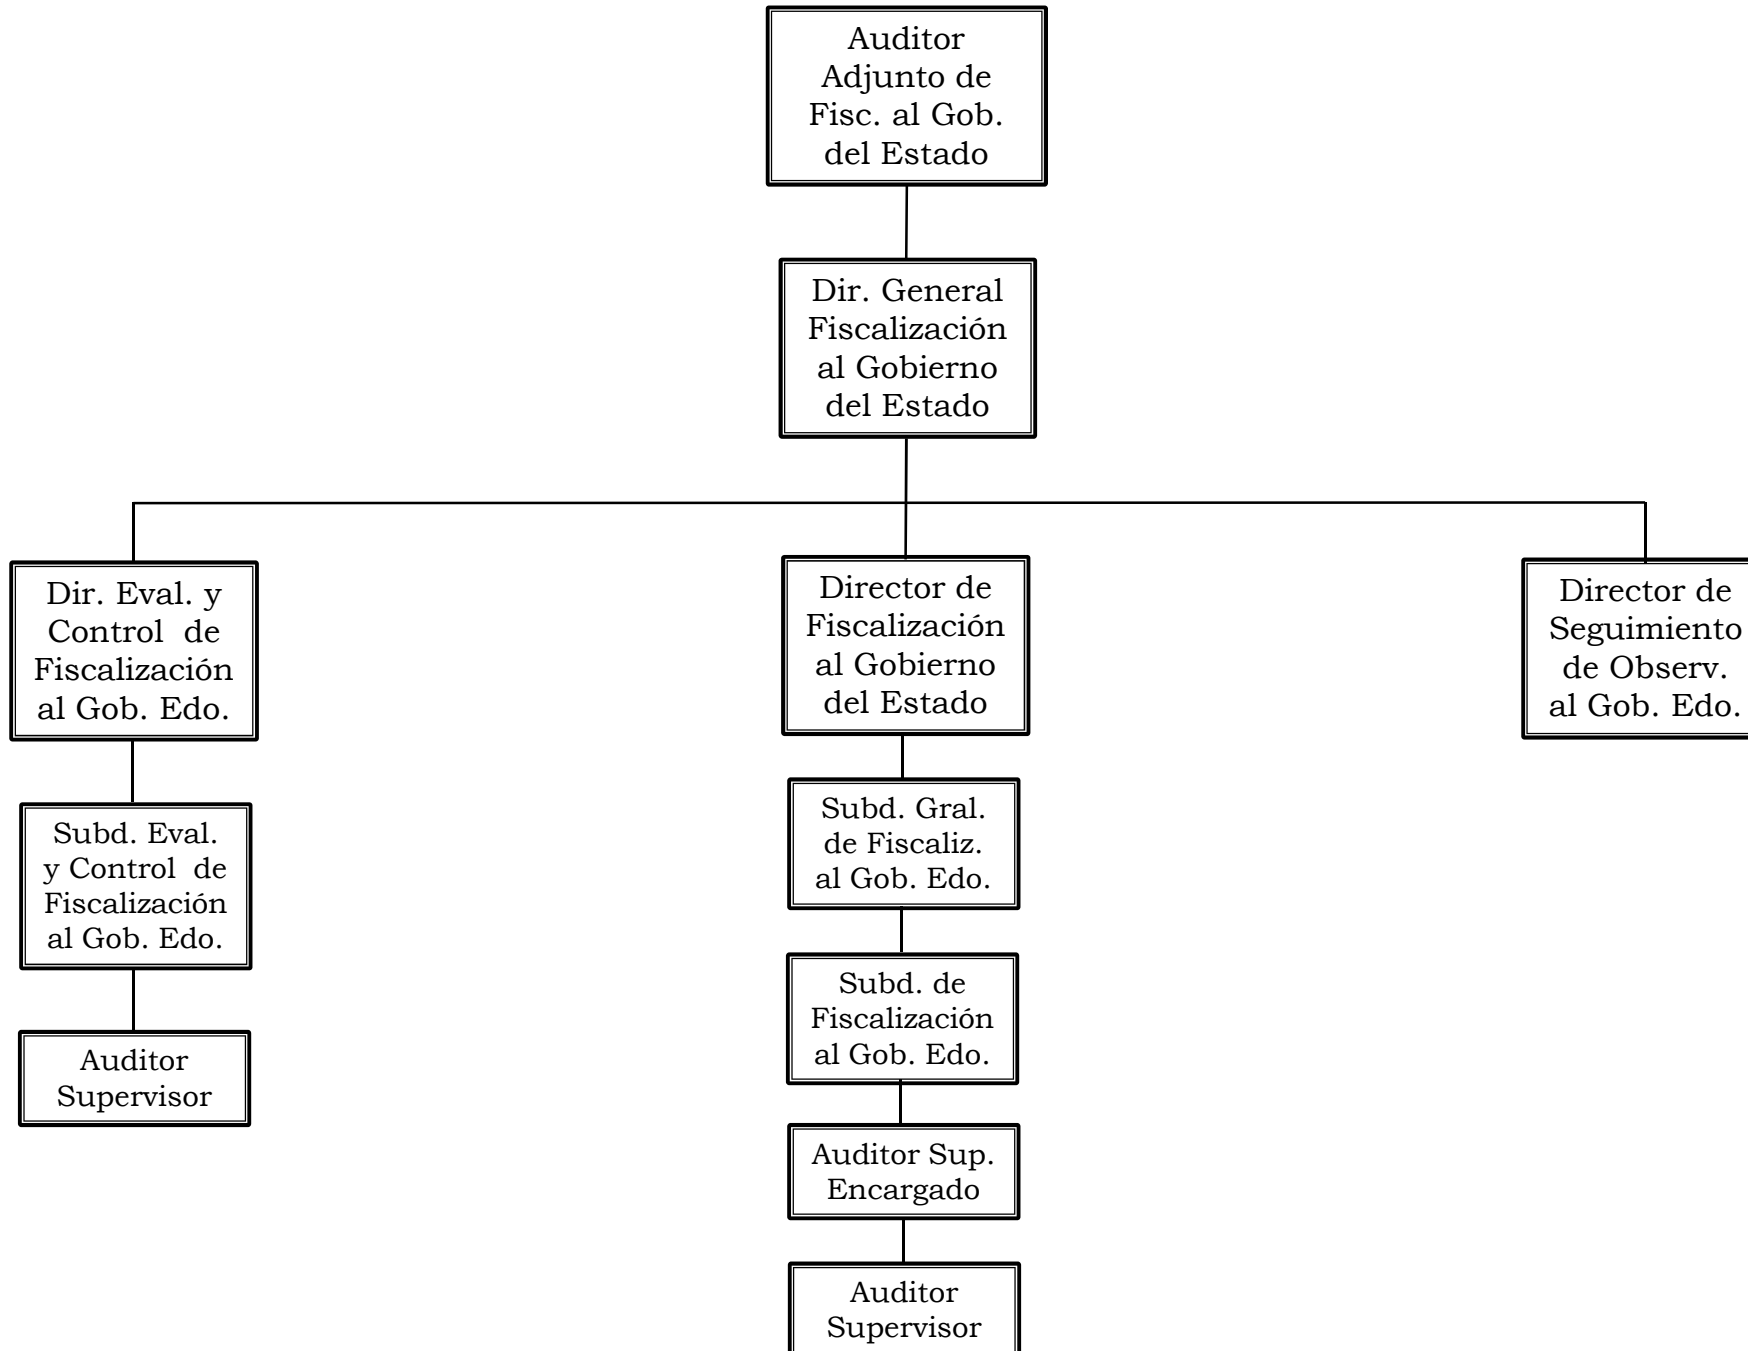 Auditor
Adjunto de
Fisc. al Gob.
del Estado
Dir. General
Fiscalización
al Gobierno
del Estado
Dir. Eval. y
Control de
Fiscalización
al Gob. Edo.
Director de
Fiscalización
al Gobierno
del Estado
Director de
Seguimiento
de Observ.
al Gob. Edo.
Subd. Eval.
y Control de
Fiscalización
al Gob. Edo.
Subd. Gral.
de Fiscaliz.
al Gob. Edo.
Subd. de
Fiscalización
al Gob. Edo.
Auditor
Supervisor
Auditor Sup.
Encargado
Auditor
Supervisor